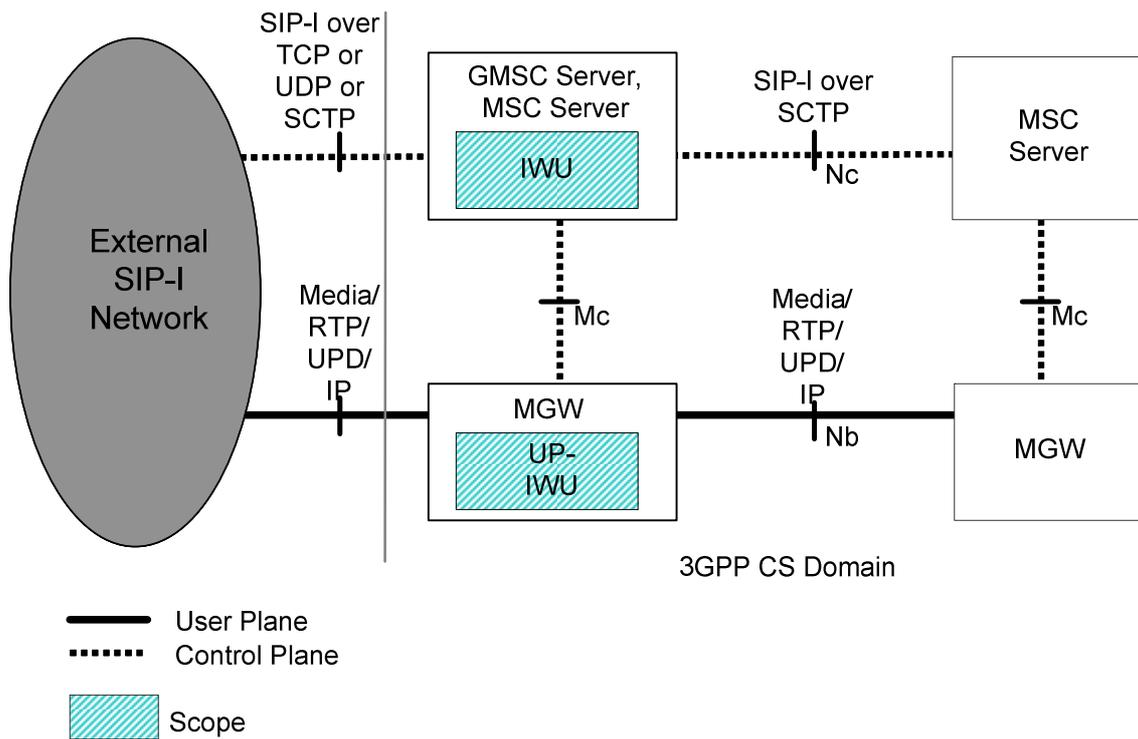 SIP-I over
TCP or
UDP or
SCTP
GMSC Server,
MSC Server
IWU
SIP-I over
SCTP
Nc
MSC
Server
External
SIP-I
Network
Media/
RTP/
UPD/
IP
Mc
Media/
RTP/
UPD/
IP
Mc
MGW
UP-
IWU
Nb
MGW
3GPP CS Domain
User Plane
Control Plane
Scope